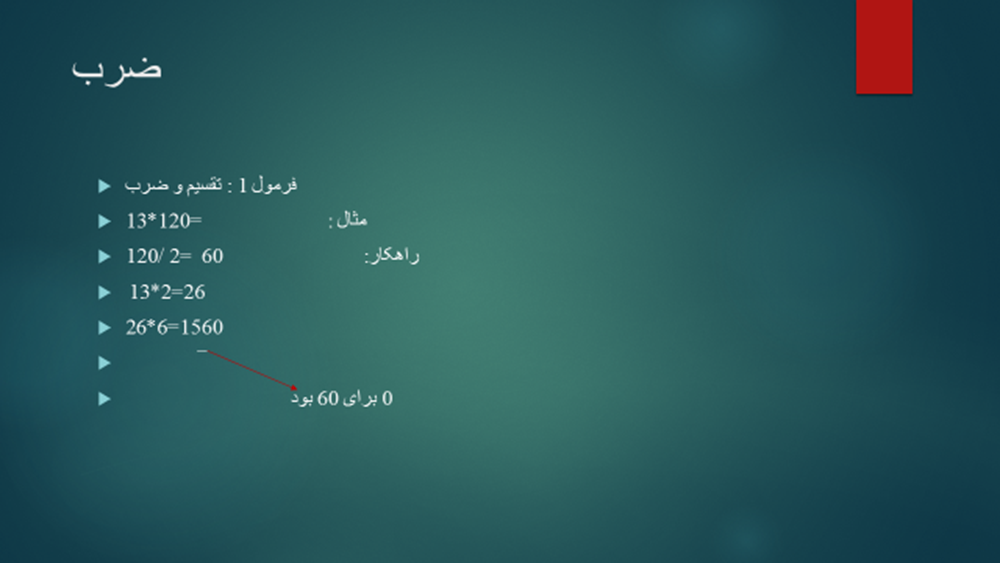 ضرب
فرمول 1 : تقسیم و ضرب
مثال : 13*120=
راهکار: 120/ 2= 60
13*2=26
26*6=1560
0 برای 60 بود